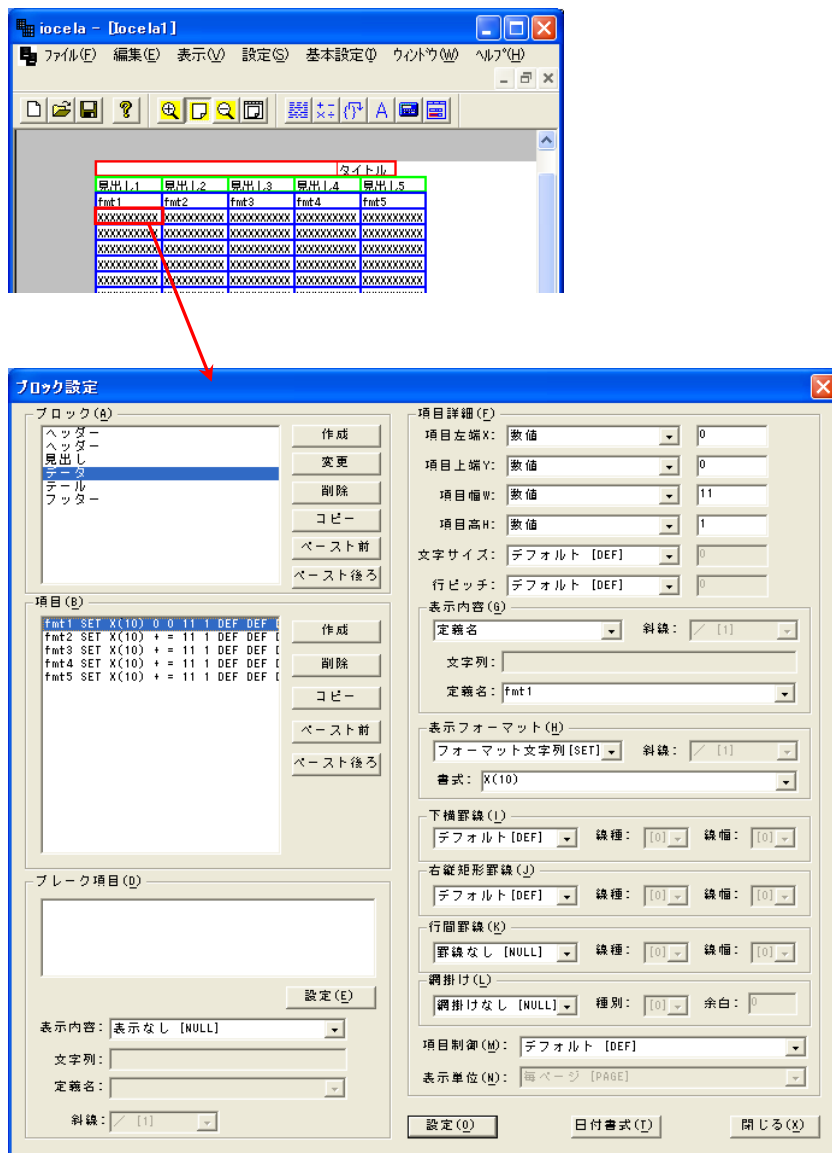 iocela - [Iocela1]
ファイル(F) 編集(E) 表示(V) 設定(S) 基本設定(I) ウィンドウ(W) ヘルプ(H)
タイトル
見出し1 見出し2 見出し3 見出し4 見出し5
fmt1 fmt2 fmt3 fmt4 fmt5
XXXXXXXXXX XXXXXXXXXX XXXXXXXXXX XXXXXXXXXX XXXXXXXXXX
XXXXXXXXXX XXXXXXXXXX XXXXXXXXXX XXXXXXXXXX XXXXXXXXXX
XXXXXXXXXX XXXXXXXXXX XXXXXXXXXX XXXXXXXXXX XXXXXXXXXX
XXXXXXXXXX XXXXXXXXXX XXXXXXXXXX XXXXXXXXXX XXXXXXXXXX
XXXXXXXXXX XXXXXXXXXX XXXXXXXXXX XXXXXXXXXX XXXXXXXXXX
ブロック設定
ブロック(A)
ヘッダー
ヘッダー
見出し
データ
テール
フッター
作成
変更
削除
コピー
ペースト前
ペースト後ろ
項目(B)
fmt1 SET X(10) 0 0 11 1 DEF DEF
fmt2 SET X(10) + = 11 1 DEF DEF
fmt3 SET X(10) + = 11 1 DEF DEF
fmt4 SET X(10) + = 11 1 DEF DEF
fmt5 SET X(10) + = 11 1 DEF DEF
作成
削除
コピー
ペースト前
ペースト後ろ
ブレーク項目(D)
設定(E)
表示内容: 表示なし [NULL]
文字列:
定義名:
斜線: ／ [1]
項目詳細(F)
項目左端X: 数値 0
項目上端Y: 数値 0
項目幅W: 数値 11
項目高H: 数値 1
文字サイズ: デフォルト [DEF] 0
行ピッチ: デフォルト [DEF] 0
表示内容(G)
定義名 斜線: ／ [1]
文字列:
定義名: fmt1
表示フォーマット(H)
フォーマット文字列[SET] 斜線: ／ [1]
書式: X(10)
下横罫線(I)
デフォルト[DEF] 線種: [0] 線幅: [0]
右縦矩形罫線(J)
デフォルト[DEF] 線種: [0] 線幅: [0]
行間罫線(K)
罫線なし [NULL] 線種: [0] 線幅: [0]
網掛け(L)
網掛けなし [NULL] 種別: [0] 余白: 0
項目制御(M): デフォルト [DEF]
表示単位(N): 毎ページ [PAGE]
設定(O) 日付書式(T) 閉じる(X)